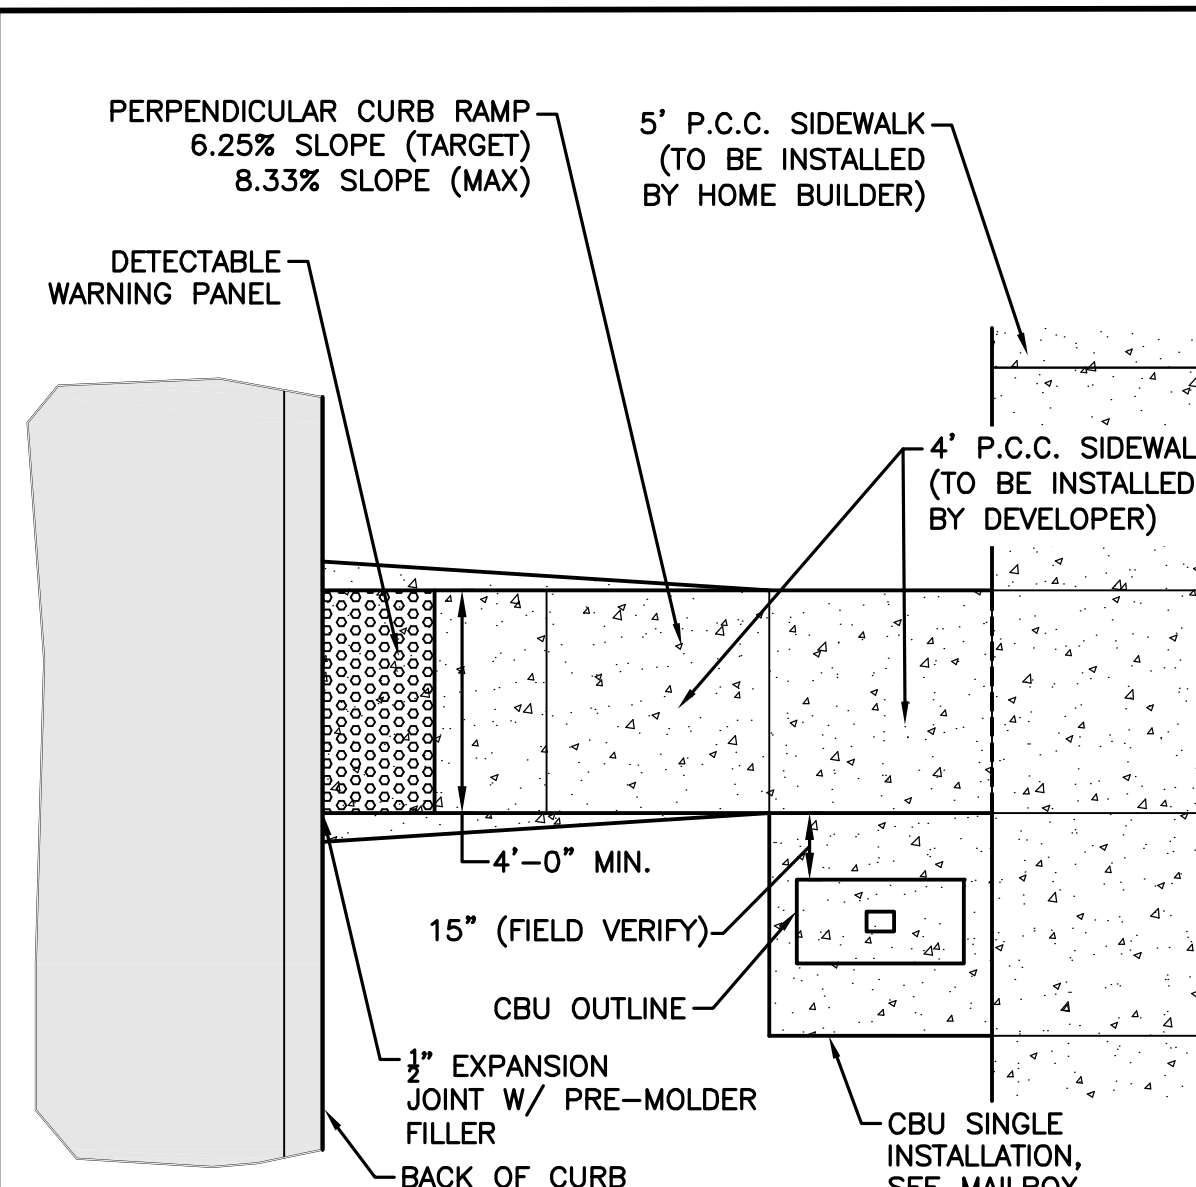 PERPENDICULAR CURB RAMP
6.25% SLOPE (TARGET)
8.33% SLOPE (MAX)
5' P.C.C. SIDEWALK
(TO BE INSTALLED
BY HOME BUILDER)
DETECTABLE
WARNING PANEL
4' P.C.C. SIDEWAL
(TO BE INSTALLED
BY DEVELOPER)
4'-0" MIN.
15" (FIELD VERIFY)
CBU OUTLINE
½" EXPANSION
JOINT W/ PRE-MOLDER
FILLER
BACK OF CURB
CBU SINGLE
INSTALLATION,
SEE MAILBOX